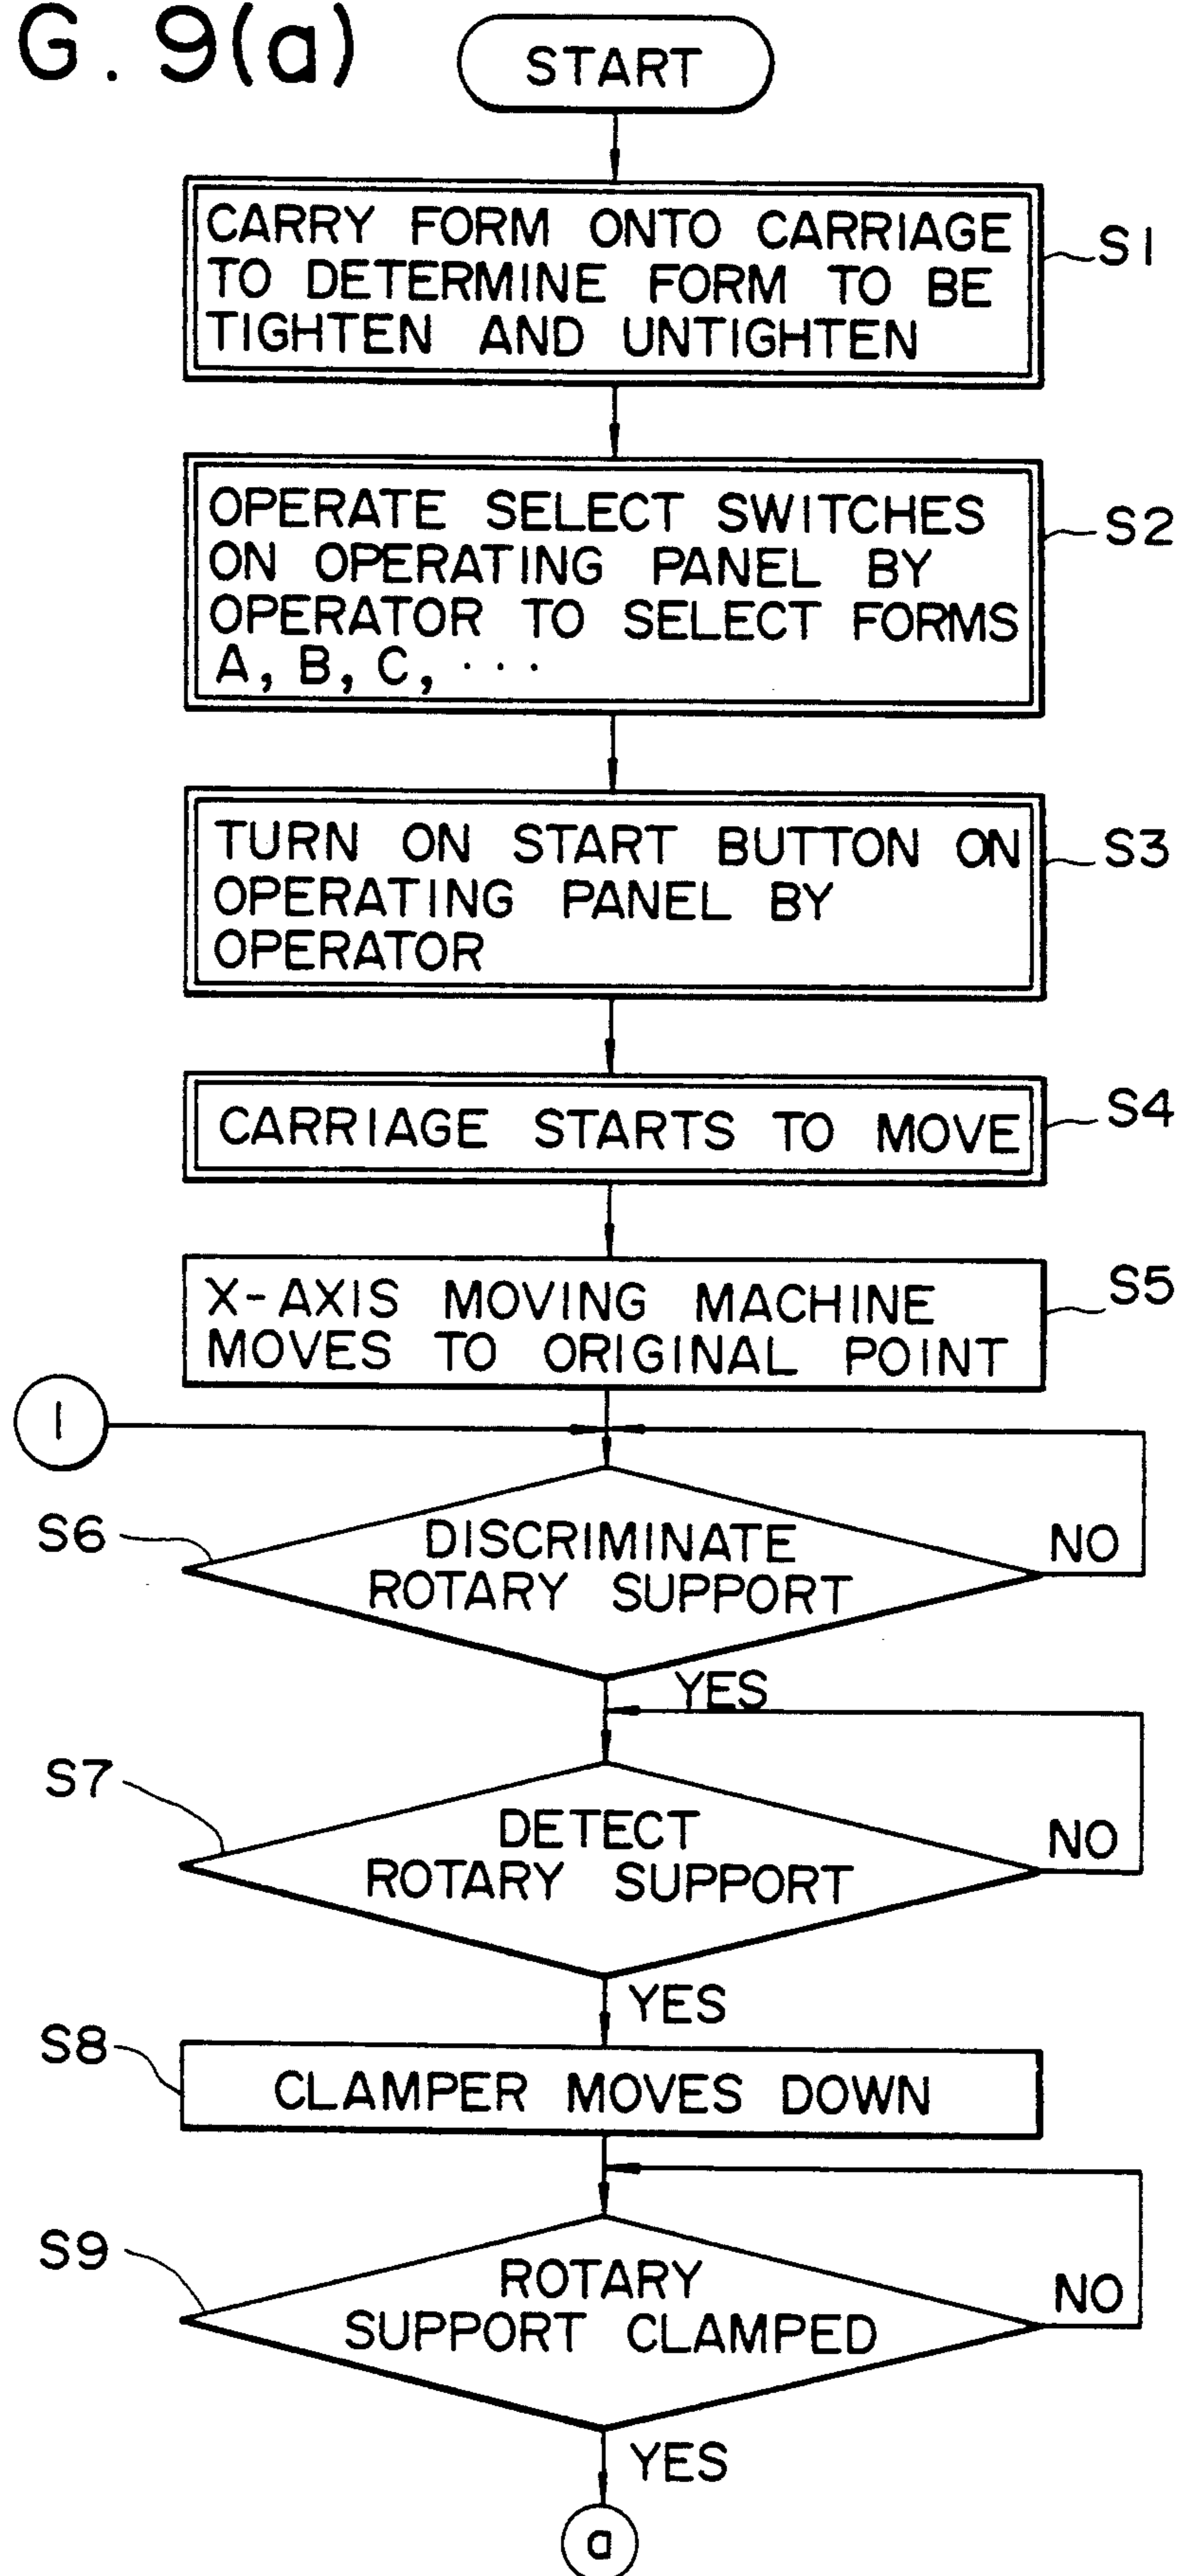 G. 9(a)
START
CARRY FORM ONTO CARRIAGE
TO DETERMINE FORM TO BE
TIGHTEN AND UNTIGHTEN
S1
OPERATE SELECT SWITCHES
ON OPERATING PANEL BY
OPERATOR TO SELECT FORMS
A, B, C, ···
S2
TURN ON START BUTTON ON
OPERATING PANEL BY
OPERATOR
S3
CARRIAGE STARTS TO MOVE
S4
X-AXIS MOVING MACHINE
MOVES TO ORIGINAL POINT
S5
1
S6
DISCRIMINATE
ROTARY SUPPORT
NO
YES
S7
DETECT
ROTARY SUPPORT
NO
YES
S8
CLAMPER MOVES DOWN
S9
ROTARY
SUPPORT CLAMPED
NO
YES
a